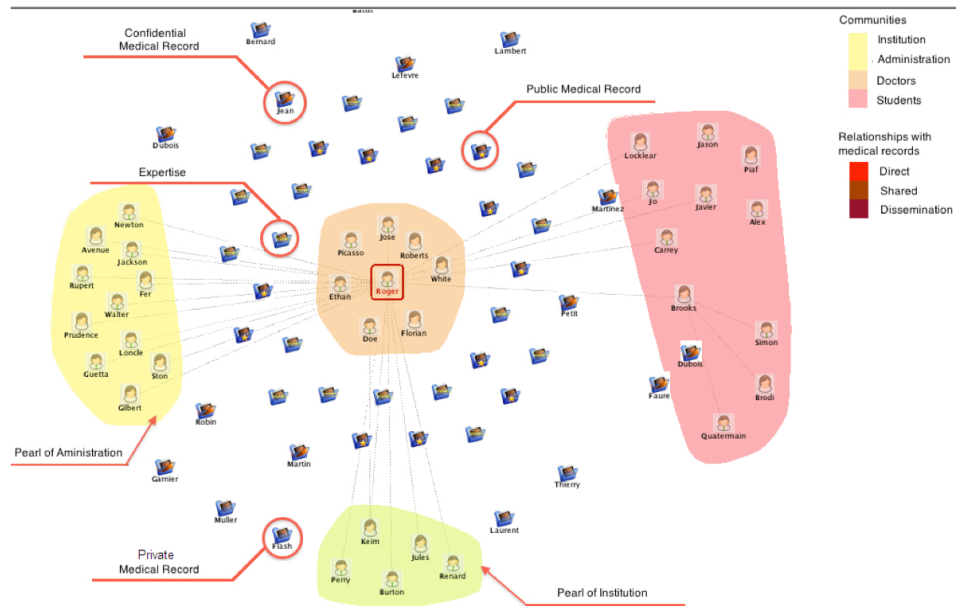 Communities
Institution
Administration
Doctors
Students
Relationships with
medical records
Direct
Shared
Dissemination
Confidential
Medical Record
Public Medical Record
Expertise
Pearl of Aministration
Private
Medical Record
Pearl of Institution
Bernard
Lambert
Lefevre
Jean
Dubois
Locklear
Jason
Piaf
Jo
Javier
Alex
Martinez
Carrey
Brooks
Simon
Dubois
Brodi
Quatermain
Petit
Faure
Newton
Avenue
Jackson
Rupert
Fer
Walter
Prudence
Loncle
Guetta
Ston
Gilbert
Jose
Picasso
Roberts
White
Ethan
Roger
Florian
Doe
Robin
Martin
Garnier
Muller
Flash
Thierry
Laurent
Keim
Jules
Perry
Renard
Burton